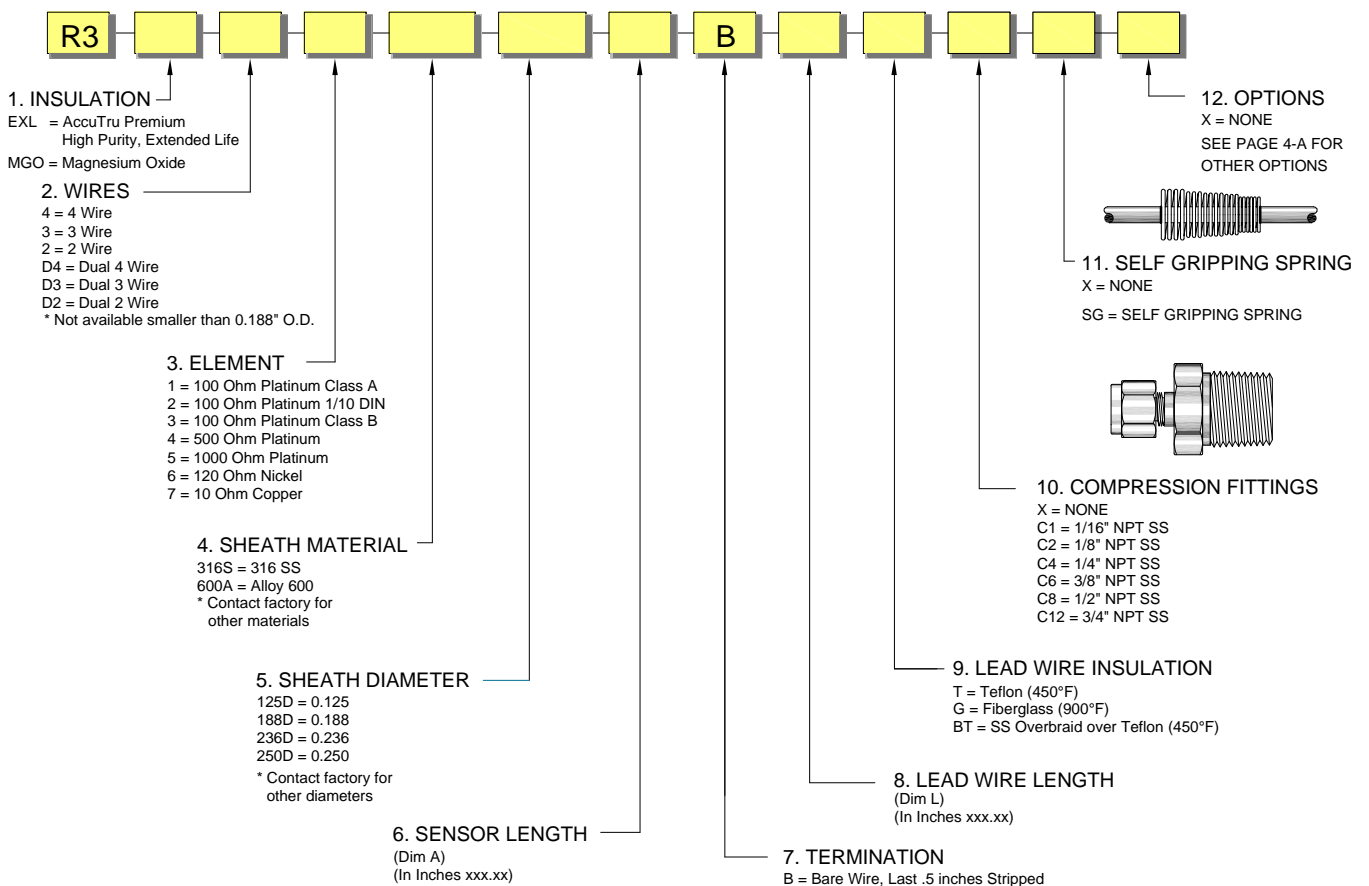 R3
B
1. INSULATION
EXL = AccuTru Premium
High Purity, Extended Life
MGO = Magnesium Oxide
2. WIRES
4 = 4 Wire
3 = 3 Wire
2 = 2 Wire
D4 = Dual 4 Wire
D3 = Dual 3 Wire
D2 = Dual 2 Wire
* Not available smaller than 0.188" O.D.
3. ELEMENT
1 = 100 Ohm Platinum Class A
2 = 100 Ohm Platinum 1/10 DIN
3 = 100 Ohm Platinum Class B
4 = 500 Ohm Platinum
5 = 1000 Ohm Platinum
6 = 120 Ohm Nickel
7 = 10 Ohm Copper
4. SHEATH MATERIAL
316S = 316 SS
600A = Alloy 600
* Contact factory for
other materials
5. SHEATH DIAMETER
125D = 0.125
188D = 0.188
236D = 0.236
250D = 0.250
* Contact factory for
other diameters
6. SENSOR LENGTH
(Dim A)
(In Inches xxx.xx)
7. TERMINATION
B = Bare Wire, Last .5 inches Stripped
8. LEAD WIRE LENGTH
(Dim L)
(In Inches xxx.xx)
9. LEAD WIRE INSULATION
T = Teflon (450°F)
G = Fiberglass (900°F)
BT = SS Overbraid over Teflon (450°F)
10. COMPRESSION FITTINGS
X = NONE
C1 = 1/16" NPT SS
C2 = 1/8" NPT SS
C4 = 1/4" NPT SS
C6 = 3/8" NPT SS
C8 = 1/2" NPT SS
C12 = 3/4" NPT SS
11. SELF GRIPPING SPRING
X = NONE
SG = SELF GRIPPING SPRING
12. OPTIONS
X = NONE
SEE PAGE 4-A FOR
OTHER OPTIONS